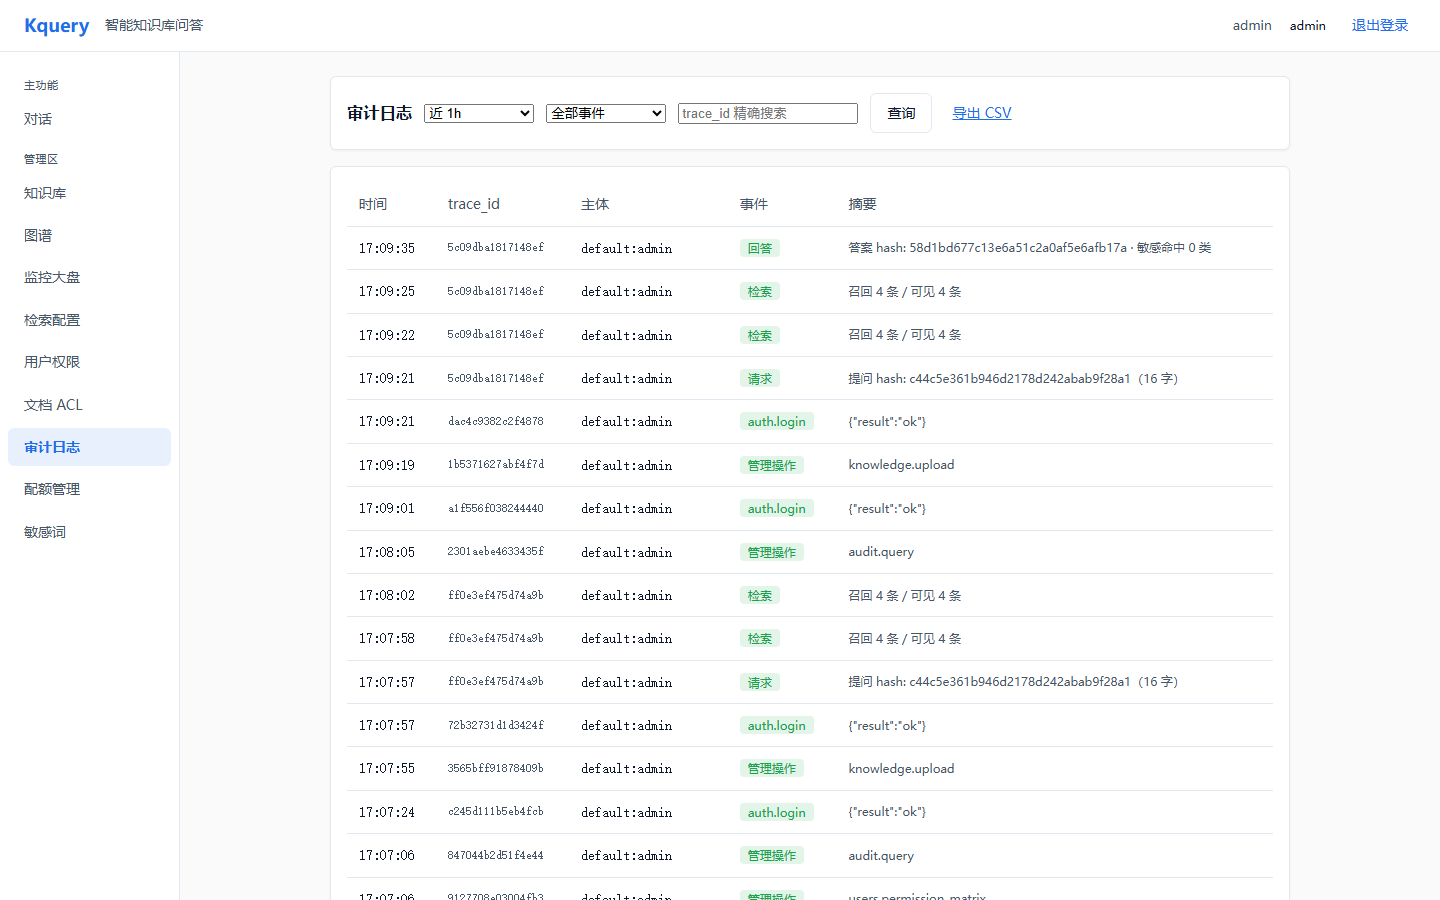 Kquery 智能知识库问答 admin admin 退出登录
主功能
对话
管理区
知识库
图谱
监控大盘
检索配置
用户权限
文档 ACL
审计日志
配额管理
敏感词
审计日志 近 1h 全部事件 trace_id 精确搜索 查询 导出 CSV
时间 trace_id 主体 事件 摘要
17:09:35 5c09dba1817148ef default:admin 回答 答案 hash: 58d1bd677c13e6a51c2a0af5e6afb17a · 敏感命中 0 类
17:09:25 5c09dba1817148ef default:admin 检索 召回 4 条 / 可见 4 条
17:09:22 5c09dba1817148ef default:admin 检索 召回 4 条 / 可见 4 条
17:09:21 5c09dba1817148ef default:admin 请求 提问 hash: c44c5e361b946d2178d242abab9f28a1（16 字）
17:09:21 dac4c9382c2f4878 default:admin auth.login {"result":"ok"}
17:09:19 1b5371627abf4f7d default:admin 管理操作 knowledge.upload
17:09:01 a1f556f038244440 default:admin auth.login {"result":"ok"}
17:08:05 2301aebe4633435f default:admin 管理操作 audit.query
17:08:02 ff0e3ef475d74a9b default:admin 检索 召回 4 条 / 可见 4 条
17:07:58 ff0e3ef475d74a9b default:admin 检索 召回 4 条 / 可见 4 条
17:07:57 ff0e3ef475d74a9b default:admin 请求 提问 hash: c44c5e361b946d2178d242abab9f28a1（16 字）
17:07:57 72b32731d1d3424f default:admin auth.login {"result":"ok"}
17:07:55 3565bff91878409b default:admin 管理操作 knowledge.upload
17:07:24 c245d111b5eb4fcb default:admin auth.login {"result":"ok"}
17:07:06 847044b2d51f4e44 default:admin 管理操作 audit.query
17:07:06 9127708e03004fb3 default:admin 管理操作 users.permission_matrix